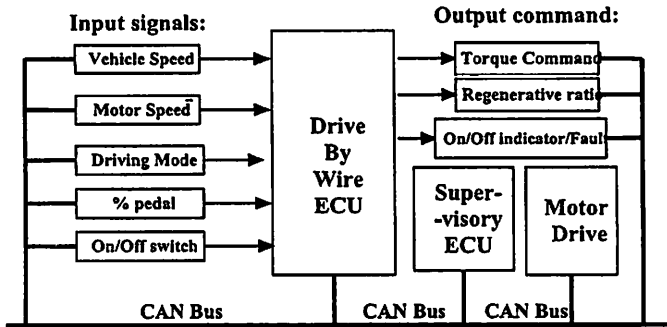 Input signals:
Output command:
Vehicle Speed
Motor Speed
Driving Mode
% pedal
On/Off switch
Drive
By
Wire
ECU
Torque Command
Regenerative rati
On/Off indicator/Faul
Super-
-visory
ECU
Motor
Drive
CAN Bus
CAN Bus
CAN Bus